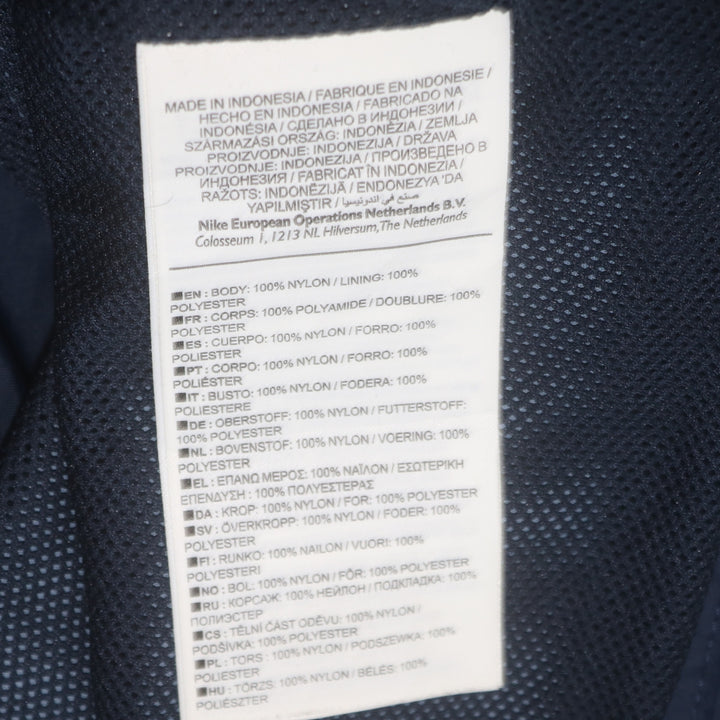 MADE IN INDONESIA / FABRIQUE EN INDONESIE /
HECHO EN INDONESIA / FABRICADO NA
INDONÉSIA / СДЕЛАНО В ИНДОНЕЗИИ /
SZÁRMAZÁSI ORSZÁG: INDONÉZIA / ZEMLJA
PROIZVODNJE: INDONEZIJA / DRŽAVA
PROIZVODNJE: INDONEZIJA / ПРОИЗВЕДЕНО В
ИНДОНЕЗИЯ / FABRICAT ÎN INDONEZIA /
RAŽOTS: INDONĒZIJĀ / ENDONEZYA 'DA
YAPILMIŞTIR / صنع في اندونيسيا
Nike European Operations Netherlands B.V.
Colosseum 1, 1213 NL Hilversum, The Netherlands
EN : BODY: 100% NYLON / LINING: 100%
POLYESTER
FR : CORPS: 100% POLYAMIDE / DOUBLURE: 100%
POLYESTER
ES : CUERPO: 100% NYLON / FORRO: 100%
POLIESTER
PT : CORPO: 100% NYLON / FORRO: 100%
POLIÉSTER
IT : BUSTO: 100% NYLON / FODERA: 100%
POLIESTERE
DE : OBERSTOFF: 100% NYLON / FUTTERSTOFF:
100% POLYESTER
NL : BOVENSTOF: 100% NYLON / VOERING: 100%
POLYESTER
EL : ΕΠΑΝΩ ΜΕΡΟΣ: 100% ΝΑΪΛΟΝ / ΕΣΩΤΕΡΙΚΗ
ΕΠΕΝΔΥΣΗ : 100% ΠΟΛΥΕΣΤΕΡΑΣ
DA : KROP: 100% NYLON / FOR: 100% POLYESTER
SV : ÖVERKROPP: 100% NYLON / FODER: 100%
POLYESTER
FI : RUNKO: 100% NAILON / VUORI: 100%
POLYESTERI
NO : BOL: 100% NYLON / FÔR: 100% POLYESTER
RU : КОРСАЖ: 100% НЕЙЛОН / ПОДКЛАДКА: 100%
ПОЛИЭСТЕР
CS : TĚLNÍ ČÁST ODĚVU: 100% NYLON /
PODŠÍVKA: 100% POLYESTER
PL : TORS : 100% NYLON / PODSZEWKA: 100%
POLIESTER
HU : TÖRZS: 100% NYLON / BÉLÉS: 100%
POLIÉSZTER